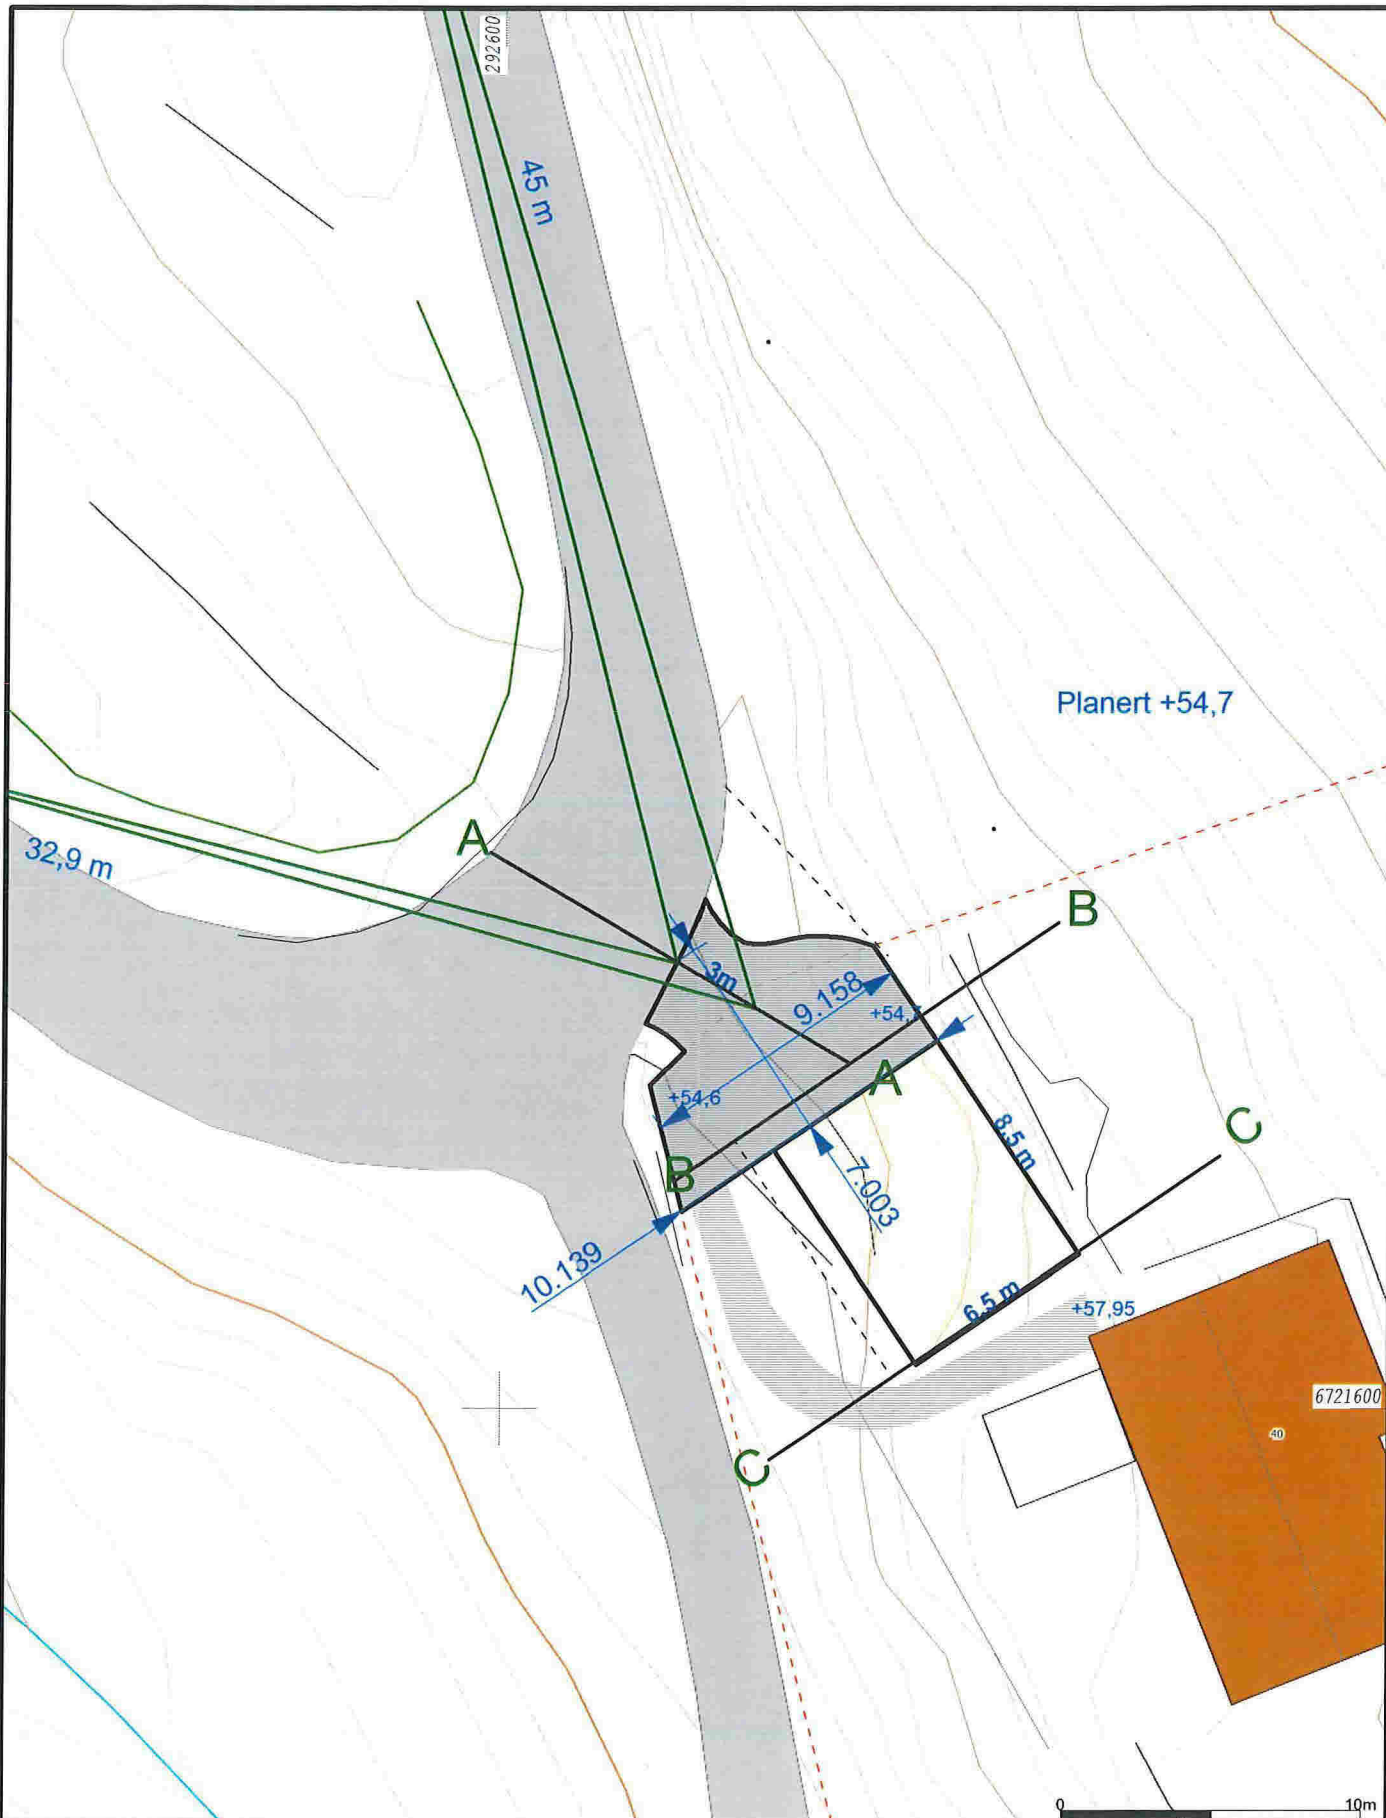 292600
45 m
Planert +54,7
32,9 m
A
B
3m
9.158
+54,7
A
+54,6
8,5 m
C
B
7.003
10.139
6,5 m
+57,95
6721600
40
C
0
10m